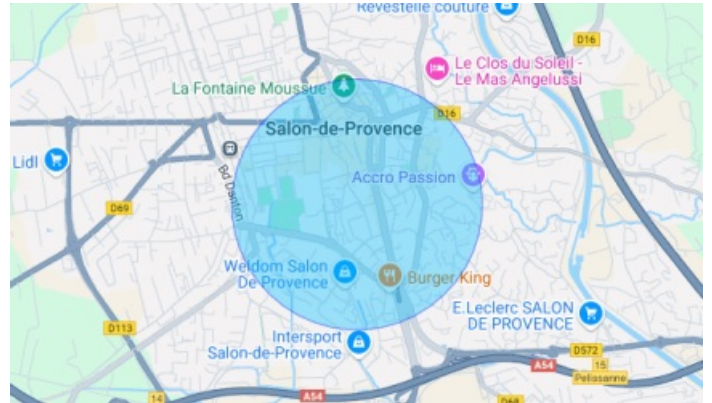 Revestelle couture
D16
Le Clos du Soleil -
Le Mas Angelussi
La Fontaine Moussue
D16
Salon-de-Provence
Lidl
Accro Passion
Bd Danton
D69
Weldom Salon
De Provence
Burger King
E.Leclerc SALON
DE PROVENCE
D113
Intersport
Salon-de-Provence
D572
A54
15
Pelissanne
14
A54
D68